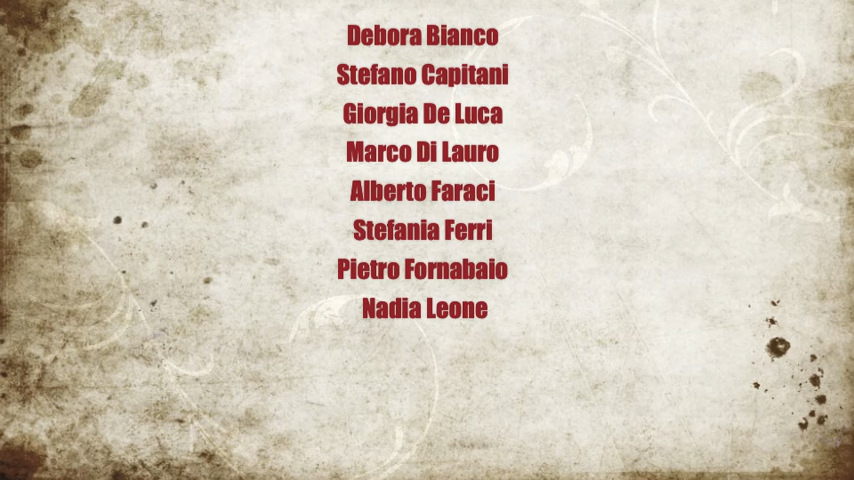 Debora Bianco
Stefano Capitani
Giorgia De Luca
Marco Di Lauro
Alberto Faraci
Stefania Ferri
Pietro Fornabaio
Nadia Leone